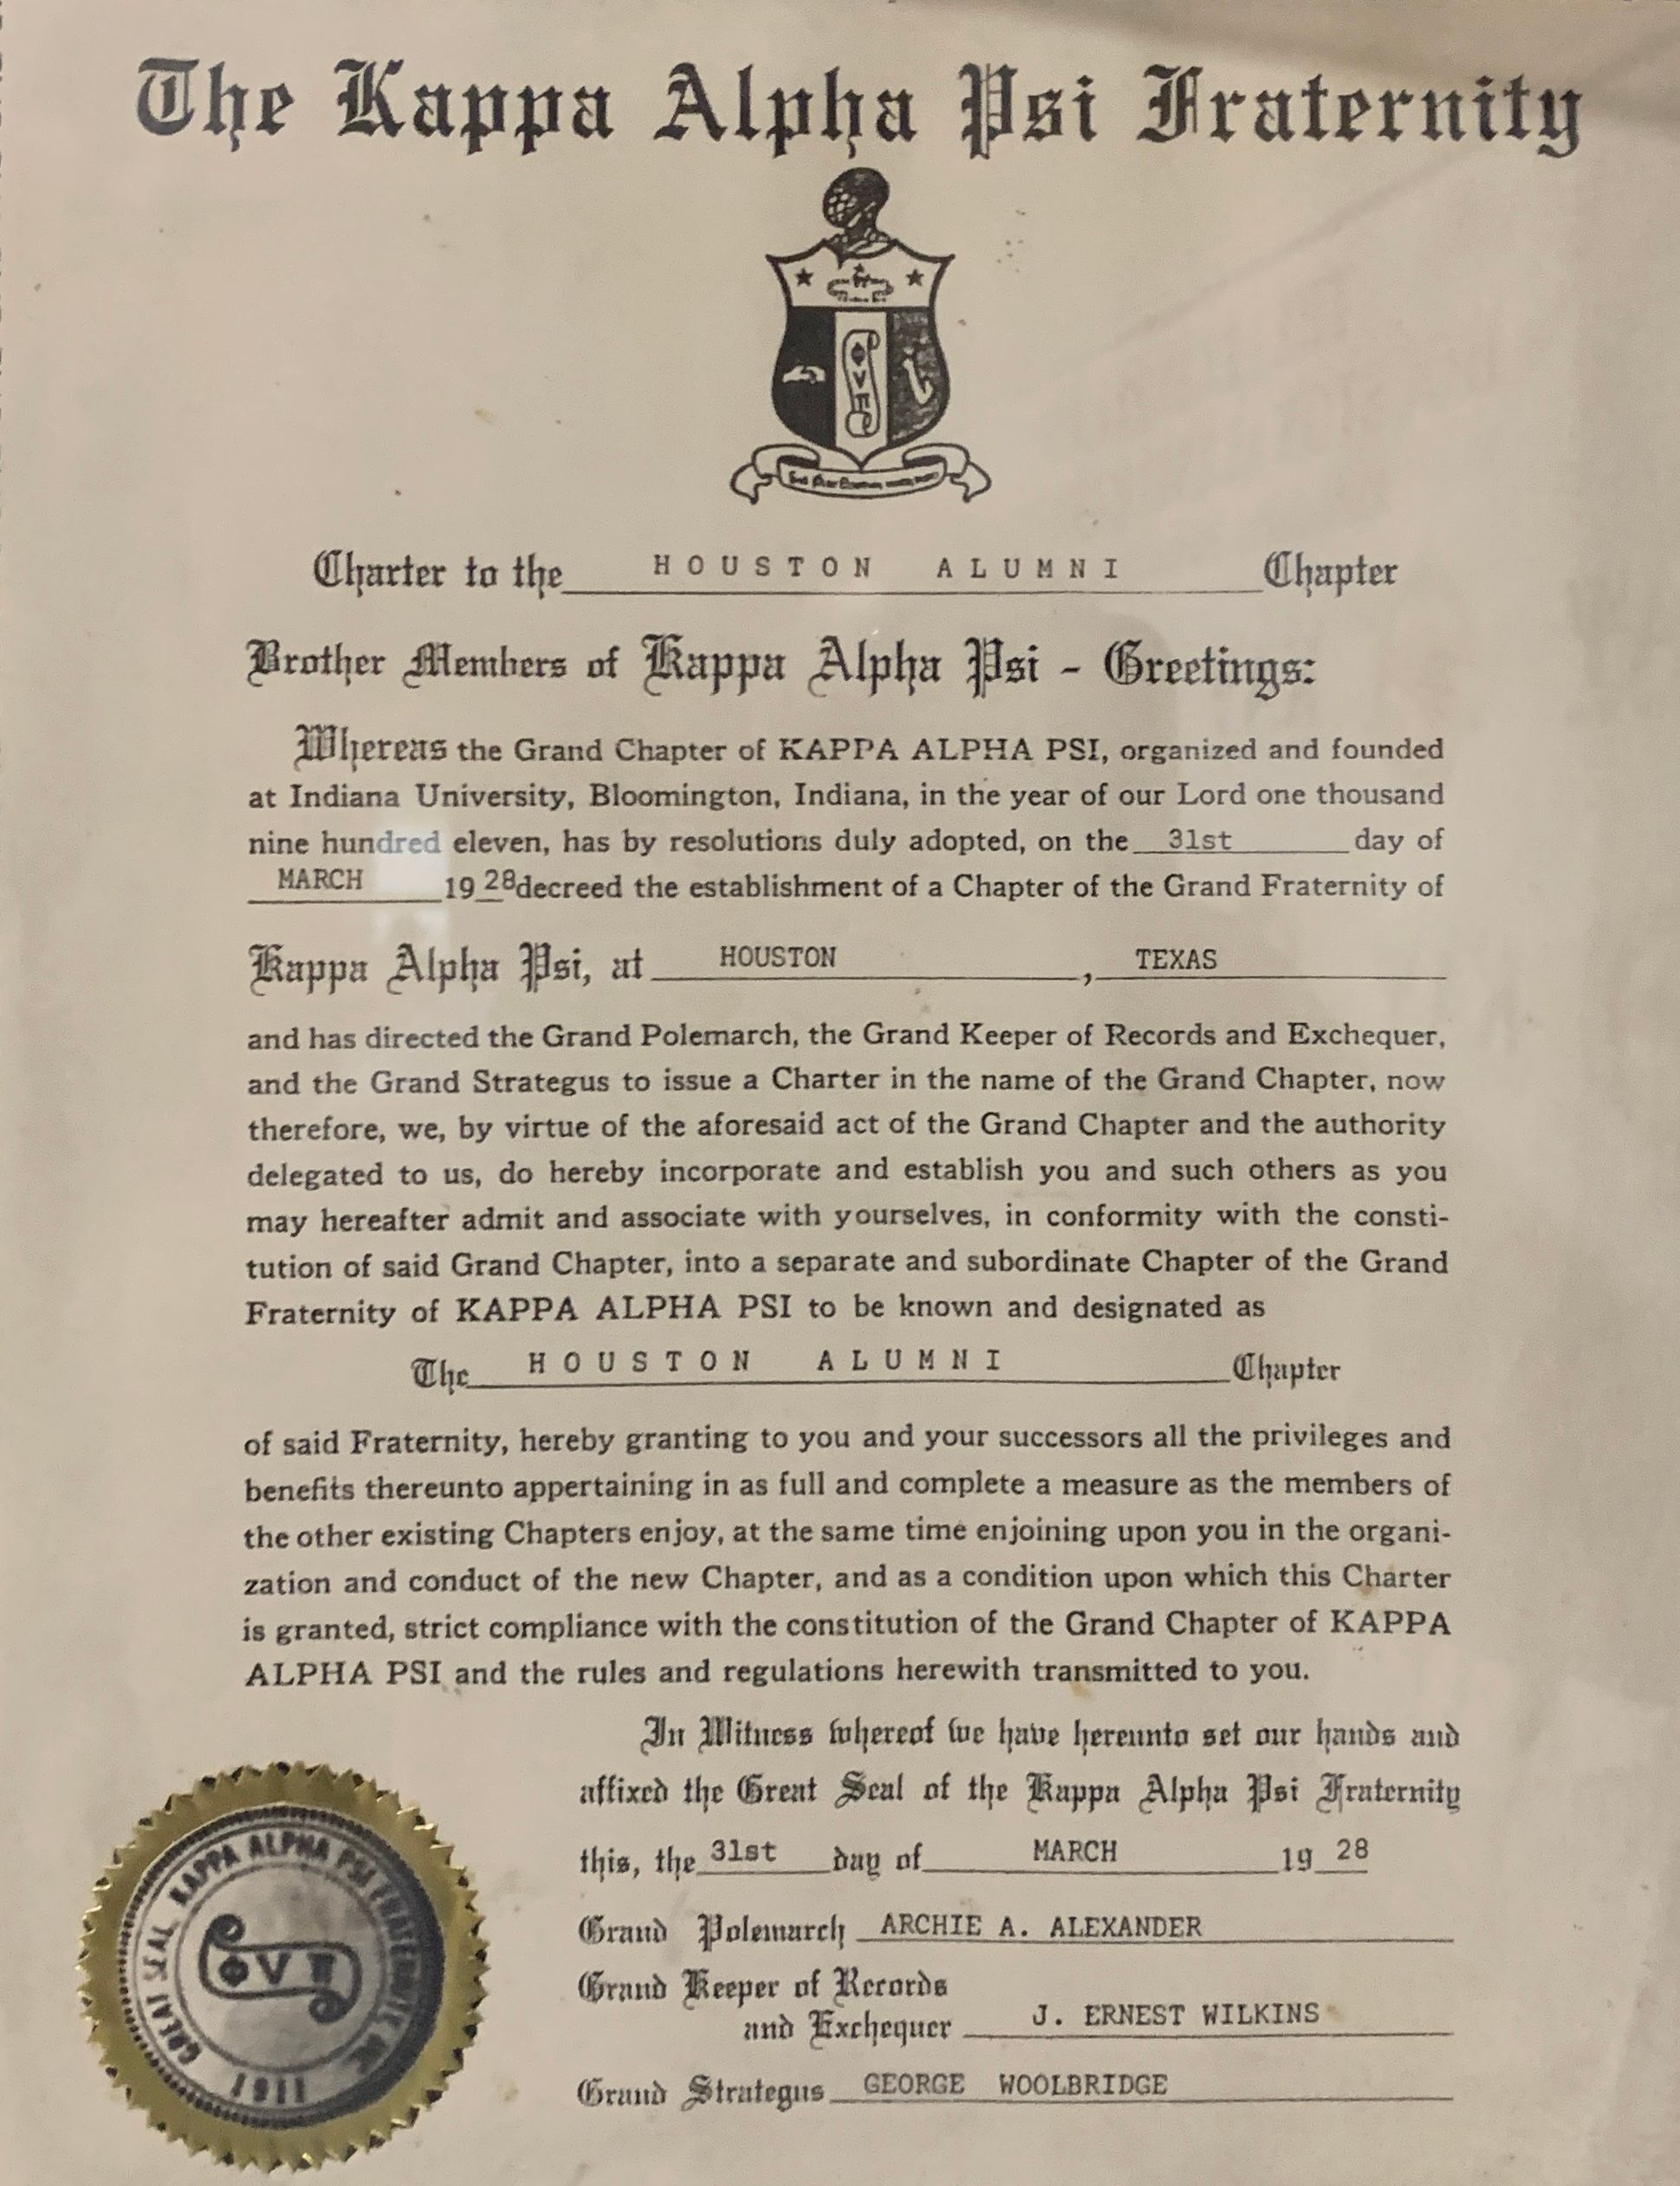 The Kappa Alpha Psi Fraternity
Φ
V
Π
Charter to the HOUSTON ALUMNI Chapter
Brother Members of Kappa Alpha Psi - Greetings:
Whereas the Grand Chapter of KAPPA ALPHA PSI, organized and founded
at Indiana University, Bloomington, Indiana, in the year of our Lord one thousand
nine hundred eleven, has by resolutions duly adopted, on the 31st day of
MARCH 19 28 decreed the establishment of a Chapter of the Grand Fraternity of
Kappa Alpha Psi, at HOUSTON, TEXAS
and has directed the Grand Polemarch, the Grand Keeper of Records and Exchequer,
and the Grand Strategus to issue a Charter in the name of the Grand Chapter, now
therefore, we, by virtue of the aforesaid act of the Grand Chapter and the authority
delegated to us, do hereby incorporate and establish you and such others as you
may hereafter admit and associate with yourselves, in conformity with the consti-
tution of said Grand Chapter, into a separate and subordinate Chapter of the Grand
Fraternity of KAPPA ALPHA PSI to be known and designated as
The HOUSTON ALUMNI Chapter
of said Fraternity, hereby granting to you and your successors all the privileges and
benefits thereunto appertaining in as full and complete a measure as the members of
the other existing Chapters enjoy, at the same time enjoining upon you in the organi-
zation and conduct of the new Chapter, and as a condition upon which this Charter
is granted, strict compliance with the constitution of the Grand Chapter of KAPPA
ALPHA PSI and the rules and regulations herewith transmitted to you.
In Witness whereof we have hereunto set our hands and
affixed the Great Seal of the Kappa Alpha Psi Fraternity
this, the 31st day of MARCH 19 28
Grand Polemarch ARCHIE A. ALEXANDER
Grand Keeper of Records
and Exchequer J. ERNEST WILKINS
Grand Strategus GEORGE WOOLBRIDGE
GREAT SEAL KAPPA ALPHA PSI FRATERNITY INC
Φ V Π
1911